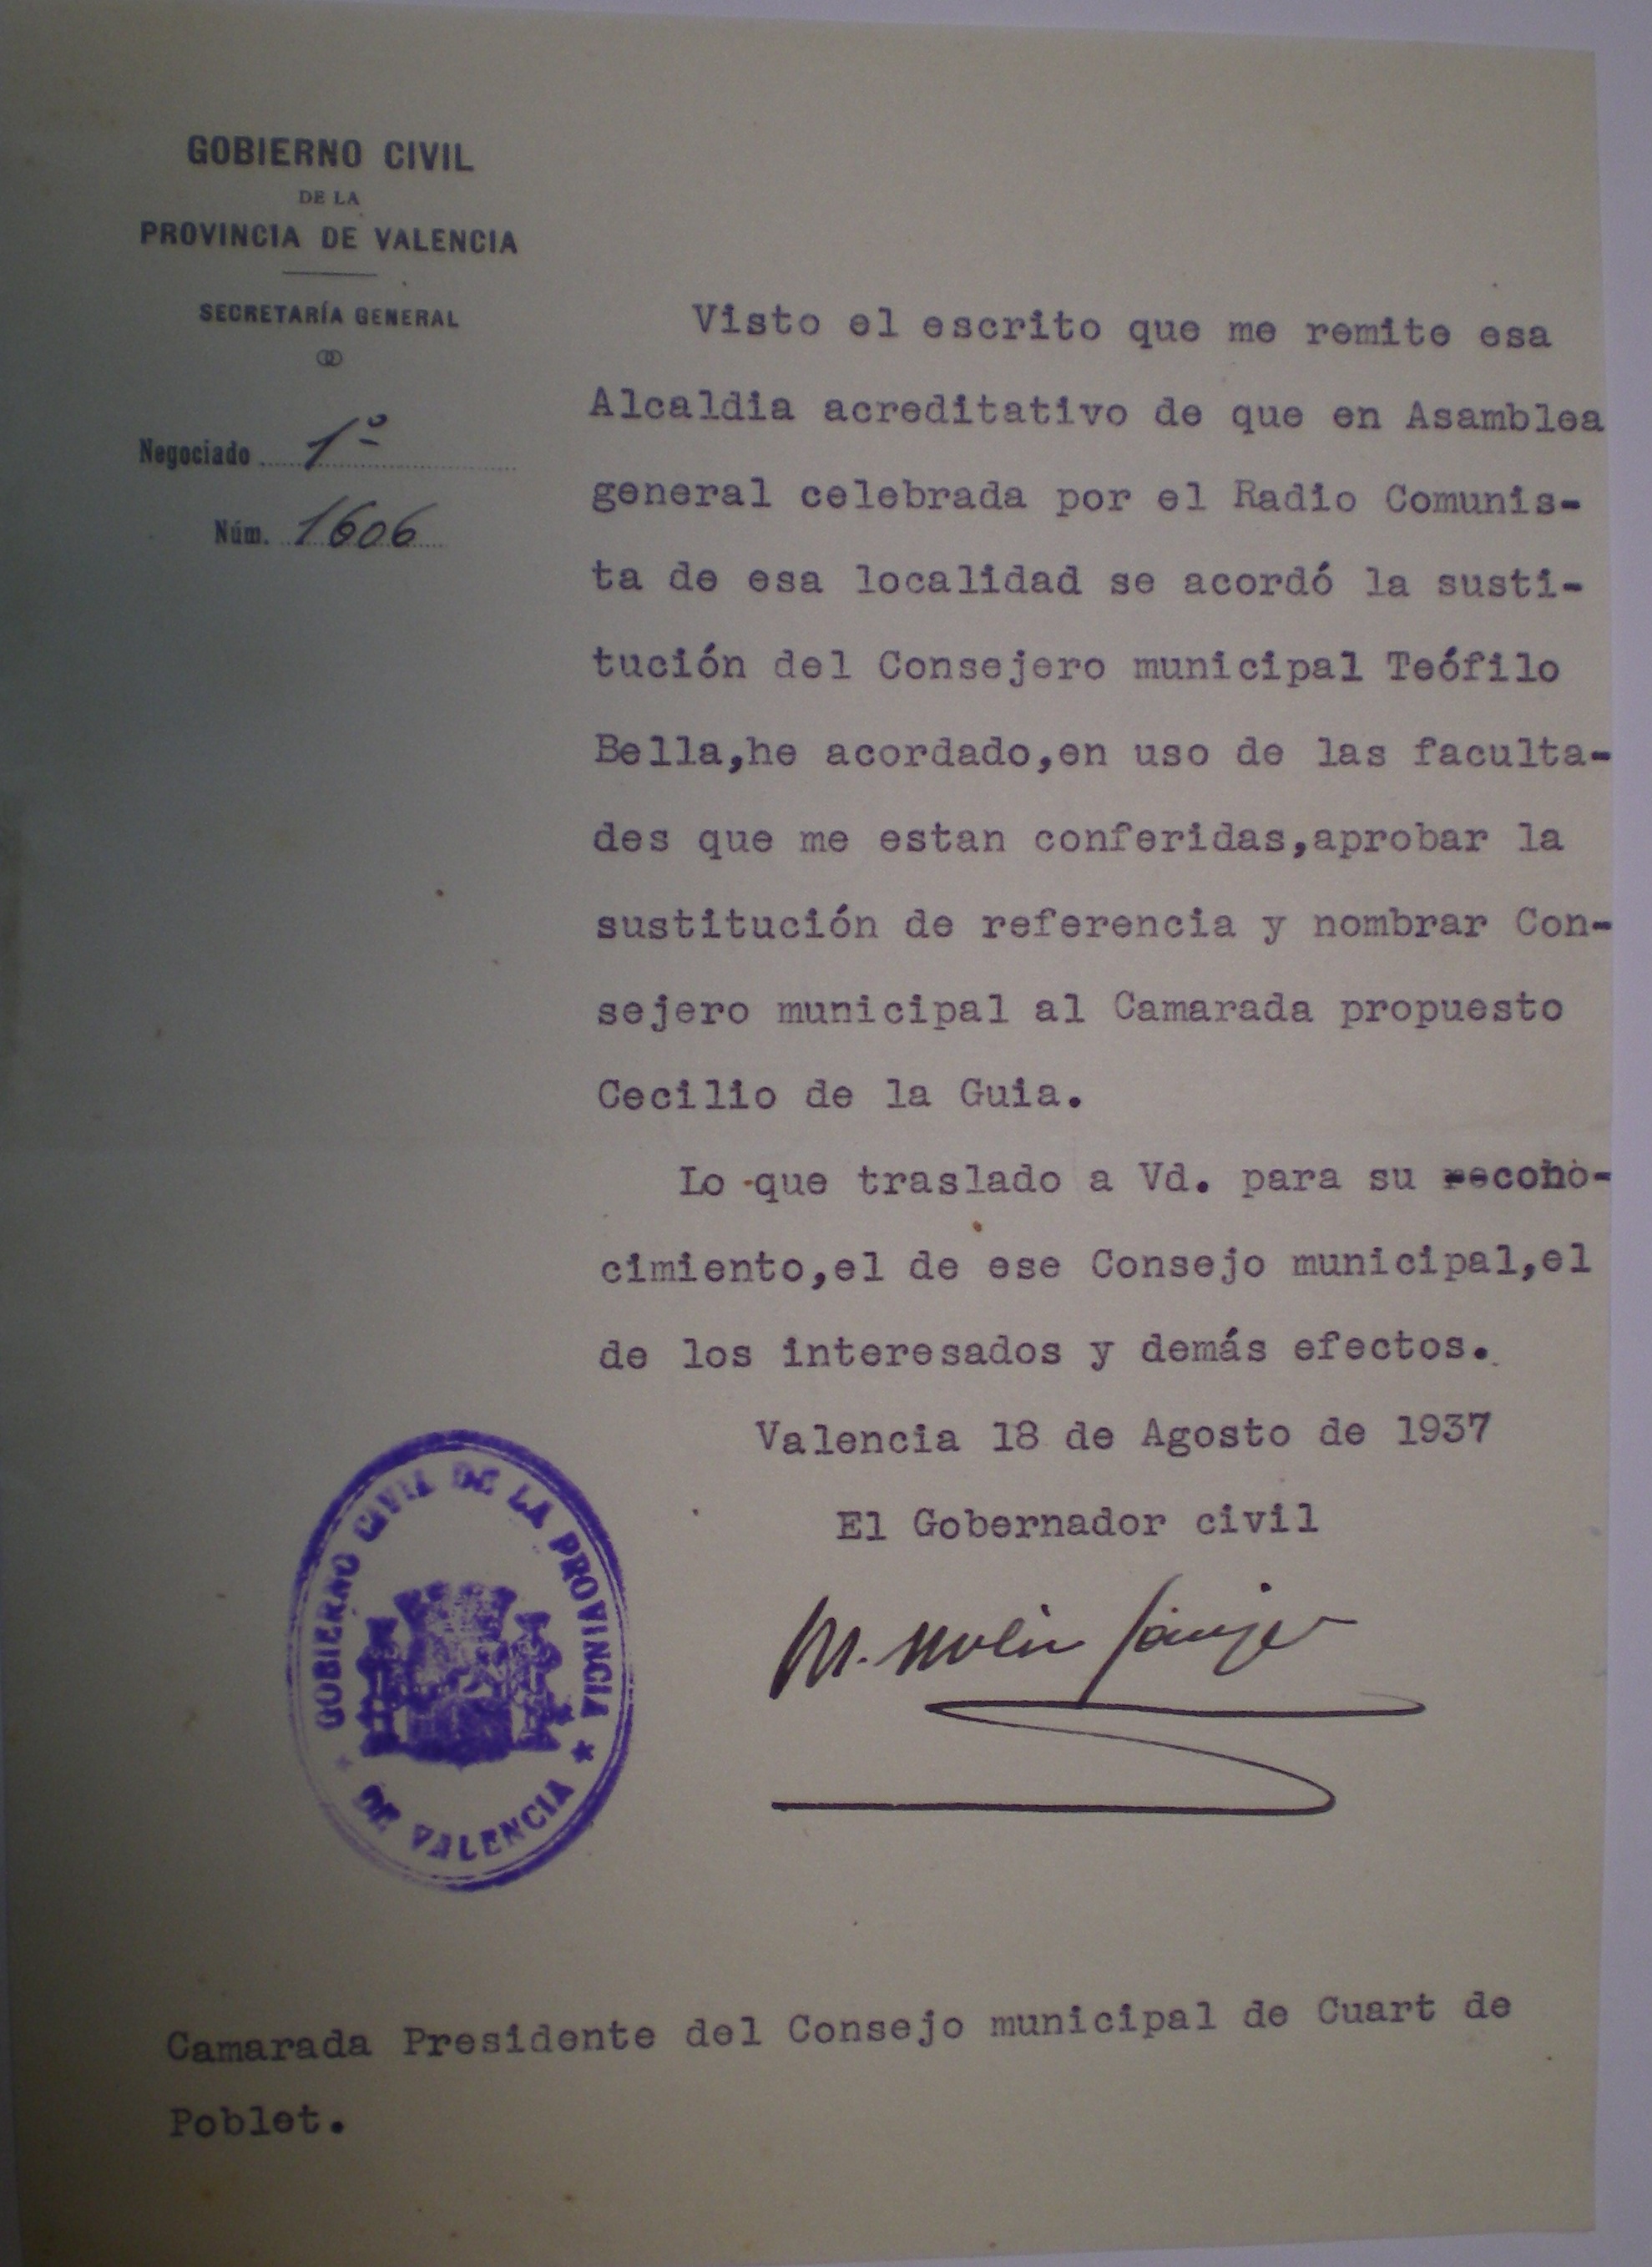 GOBIERNO CIVIL
DE LA
PROVINCIA DE VALENCIA
SECRETARÍA GENERAL
Negociado 1º
Núm. 1606
Visto el escrito que me remite esa
Alcaldia acreditativo de que en Asamblea
general celebrada por el Radio Comunis-
ta de esa localidad se acordó la susti-
tución del Consejero municipal Teófilo
Bella,he acordado,en uso de las faculta-
des que me estan conferidas,aprobar la
sustitución de referencia y nombrar Con-
sejero municipal al Camarada propuesto
Cecilio de la Guia.
Lo que traslado a Vd. para su recono-
cimiento,el de ese Consejo municipal,el
de los interesados y demás efectos.
Valencia 18 de Agosto de 1937
El Gobernador civil
M. Molin
GOBIERNO CIVIL DE LA PROVINCIA
DE VALENCIA
Camarada Presidente del Consejo municipal de Cuart de
Poblet.